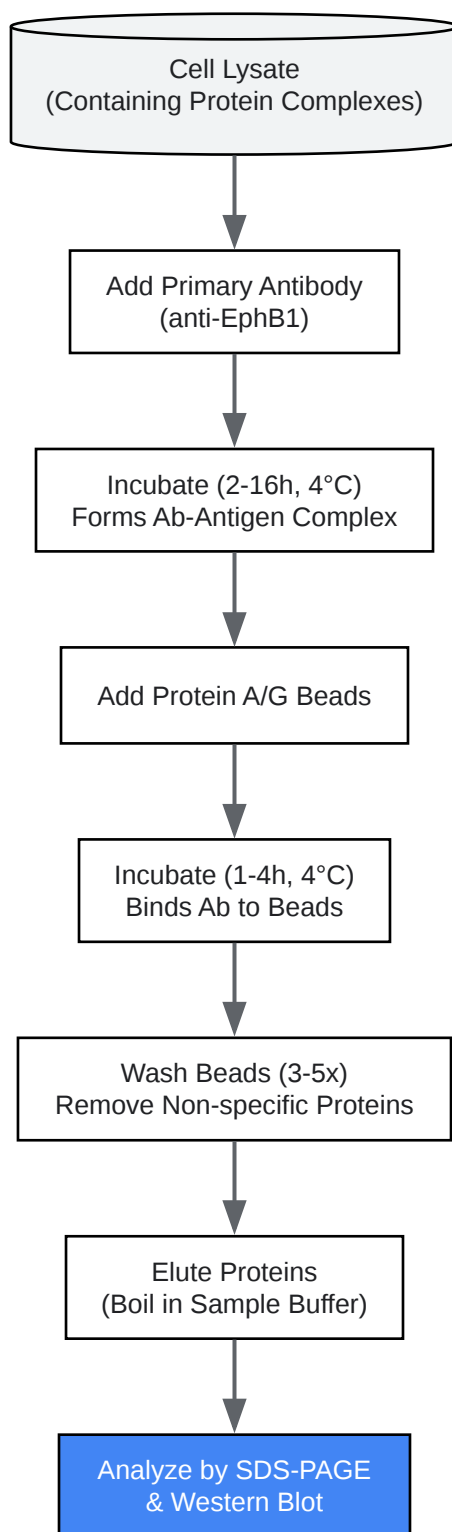 Cell Lysate
(Containing Protein Complexes)
Add Primary Antibody
(anti-EphB1)
Incubate (2-16h, 4°C)
Forms Ab-Antigen Complex
Add Protein A/G Beads
Incubate (1-4h, 4°C)
Binds Ab to Beads
Wash Beads (3-5x)
Remove Non-specific Proteins
Elute Proteins
(Boil in Sample Buffer)
Analyze by SDS-PAGE
& Western Blot